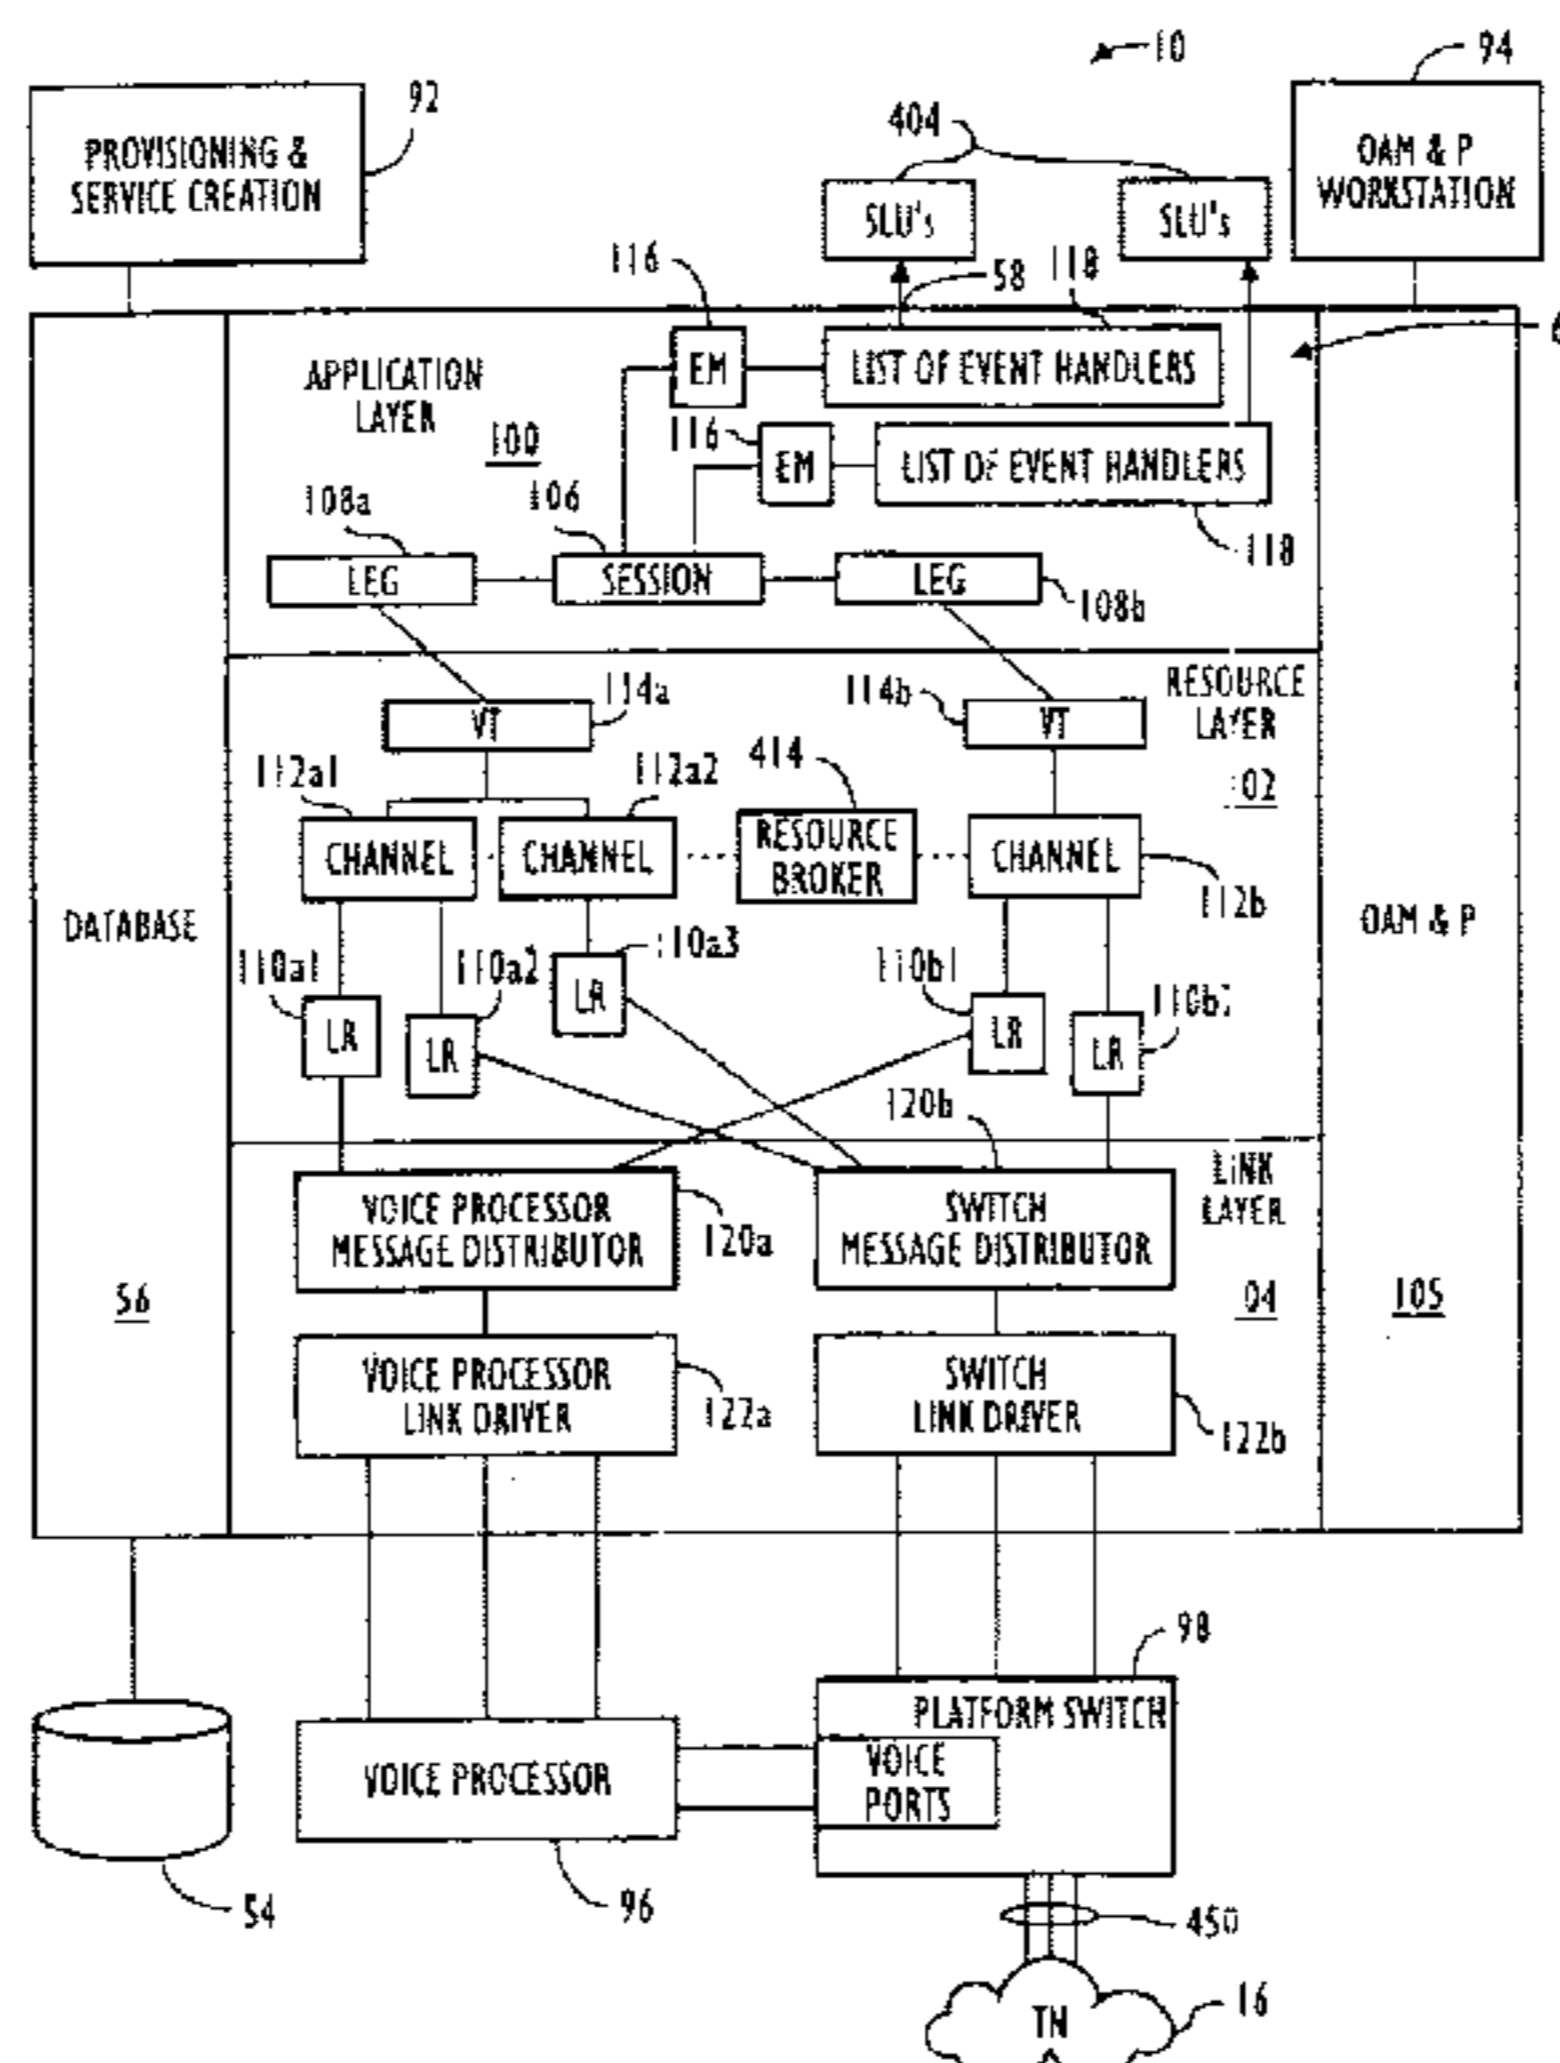 10
94
92
PROVISIONING &
SERVICE CREATION
404
OAM & P
WORKSTATION
SLU's
SLU's
116
58
118
EM
LIST OF EVENT HANDLERS
APPLICATION
LAYER
100
116
EM
LIST OF EVENT HANDLERS
108a
106
118
LEG
SESSION
LEG
108b
RESOURCE
LAYER
114a
114b
VT
VT
112a1
112a2
414
102
CHANNEL
CHANNEL
RESOURCE
BROKER
CHANNEL
112b
DATABASE
OAM & P
110a1
110a2
110a3
110b1
LR
LR
LR
LR
LR
120b
LINK
LAYER
VOICE PROCESSOR
MESSAGE DISTRIBUTOR
120a
SWITCH
MESSAGE DISTRIBUTOR
56
04
105
VOICE PROCESSOR
LINK DRIVER
122a
SWITCH
LINK DRIVER
122b
98
PLATFORM SWITCH
VOICE PROCESSOR
VOICE
PORTS
54
96
450
16
TN